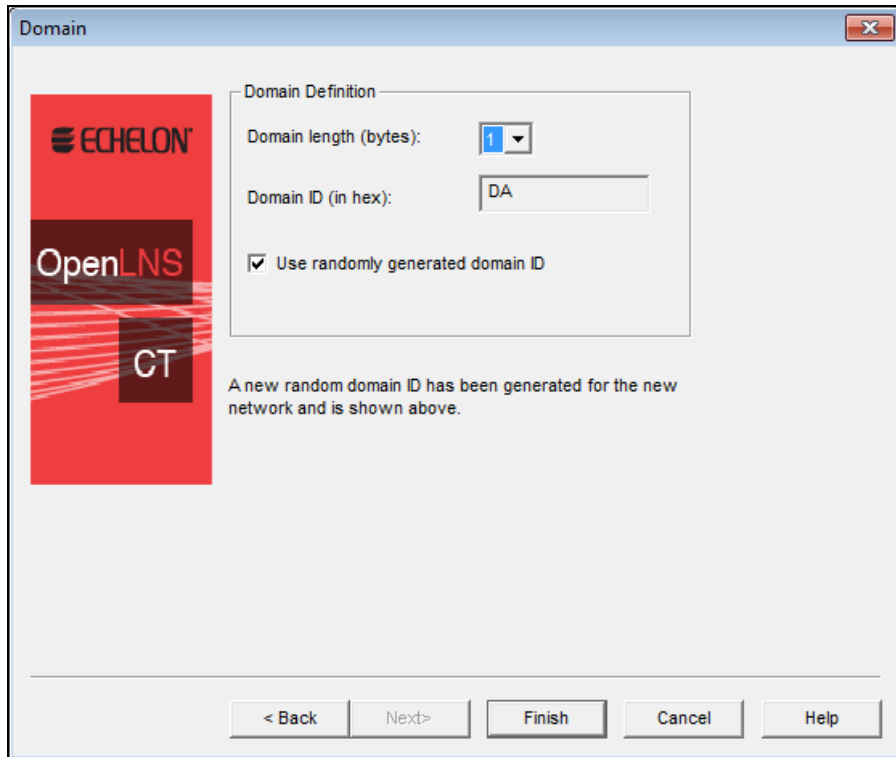 Domain
ECHELON
OpenLNS
CT
Domain Definition
Domain length (bytes):
1
Domain ID (in hex):
DA
Use randomly generated domain ID
A new random domain ID has been generated for the new
network and is shown above.
< Back
Next>
Finish
Cancel
Help